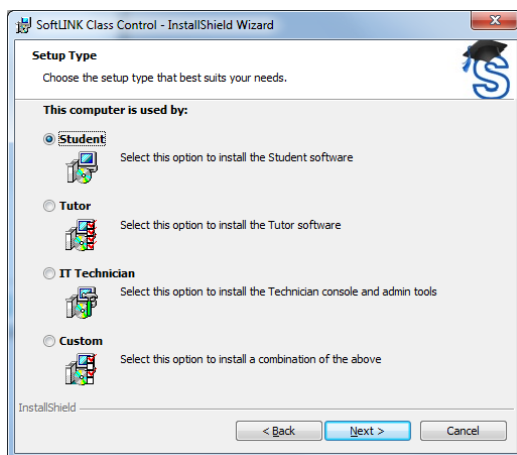 SoftLINK Class Control - InstallShield Wizard
Setup Type
Choose the setup type that best suits your needs.
This computer is used by:
Student
Select this option to install the Student software
Tutor
Select this option to install the Tutor software
IT Technician
Select this option to install the Technician console and admin tools
Custom
Select this option to install a combination of the above
InstallShield
< Back Next > Cancel